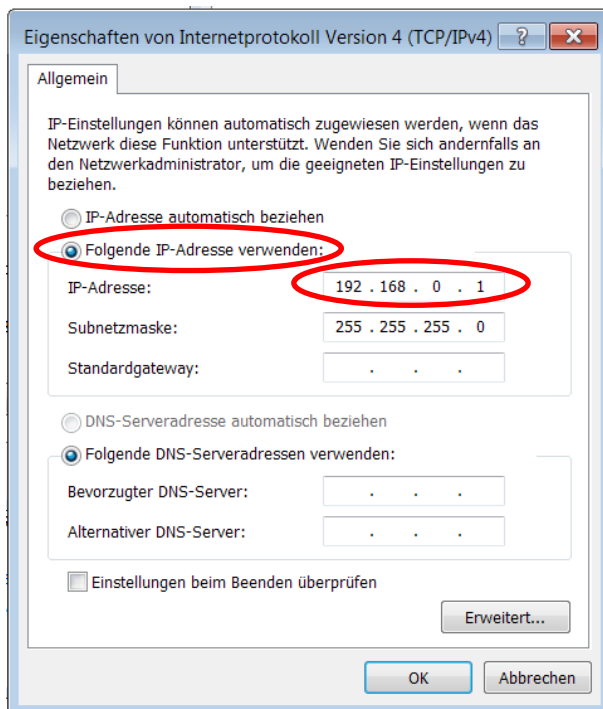 Eigenschaften von Internetprotokoll Version 4 (TCP/IPv4)
Allgemein
IP-Einstellungen können automatisch zugewiesen werden, wenn das
Netzwerk diese Funktion unterstützt. Wenden Sie sich andernfalls an
den Netzwerkadministrator, um die geeigneten IP-Einstellungen zu
beziehen.
IP-Adresse automatisch beziehen
Folgende IP-Adresse verwenden:
IP-Adresse: 192 . 168 . 0 . 1
Subnetzmaske: 255 . 255 . 255 . 0
Standardgateway: . . .
DNS-Serveradresse automatisch beziehen
Folgende DNS-Serveradressen verwenden:
Bevorzugter DNS-Server: . . .
Alternativer DNS-Server: . . .
Einstellungen beim Beenden überprüfen
Erweitert...
OK Abbrechen